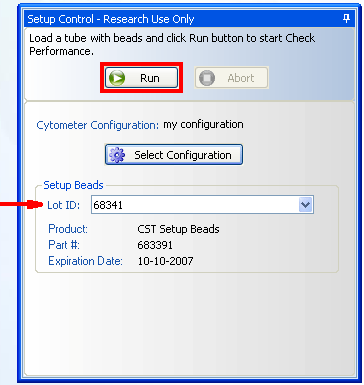 Setup Control - Research Use Only
Load a tube with beads and click Run button to start Check
Performance.
Run Abort
Cytometer Configuration: my configuration
Select Configuration
Setup Beads
Lot ID: 68341
Product: CST Setup Beads
Part #: 683391
Expiration Date: 10-10-2007